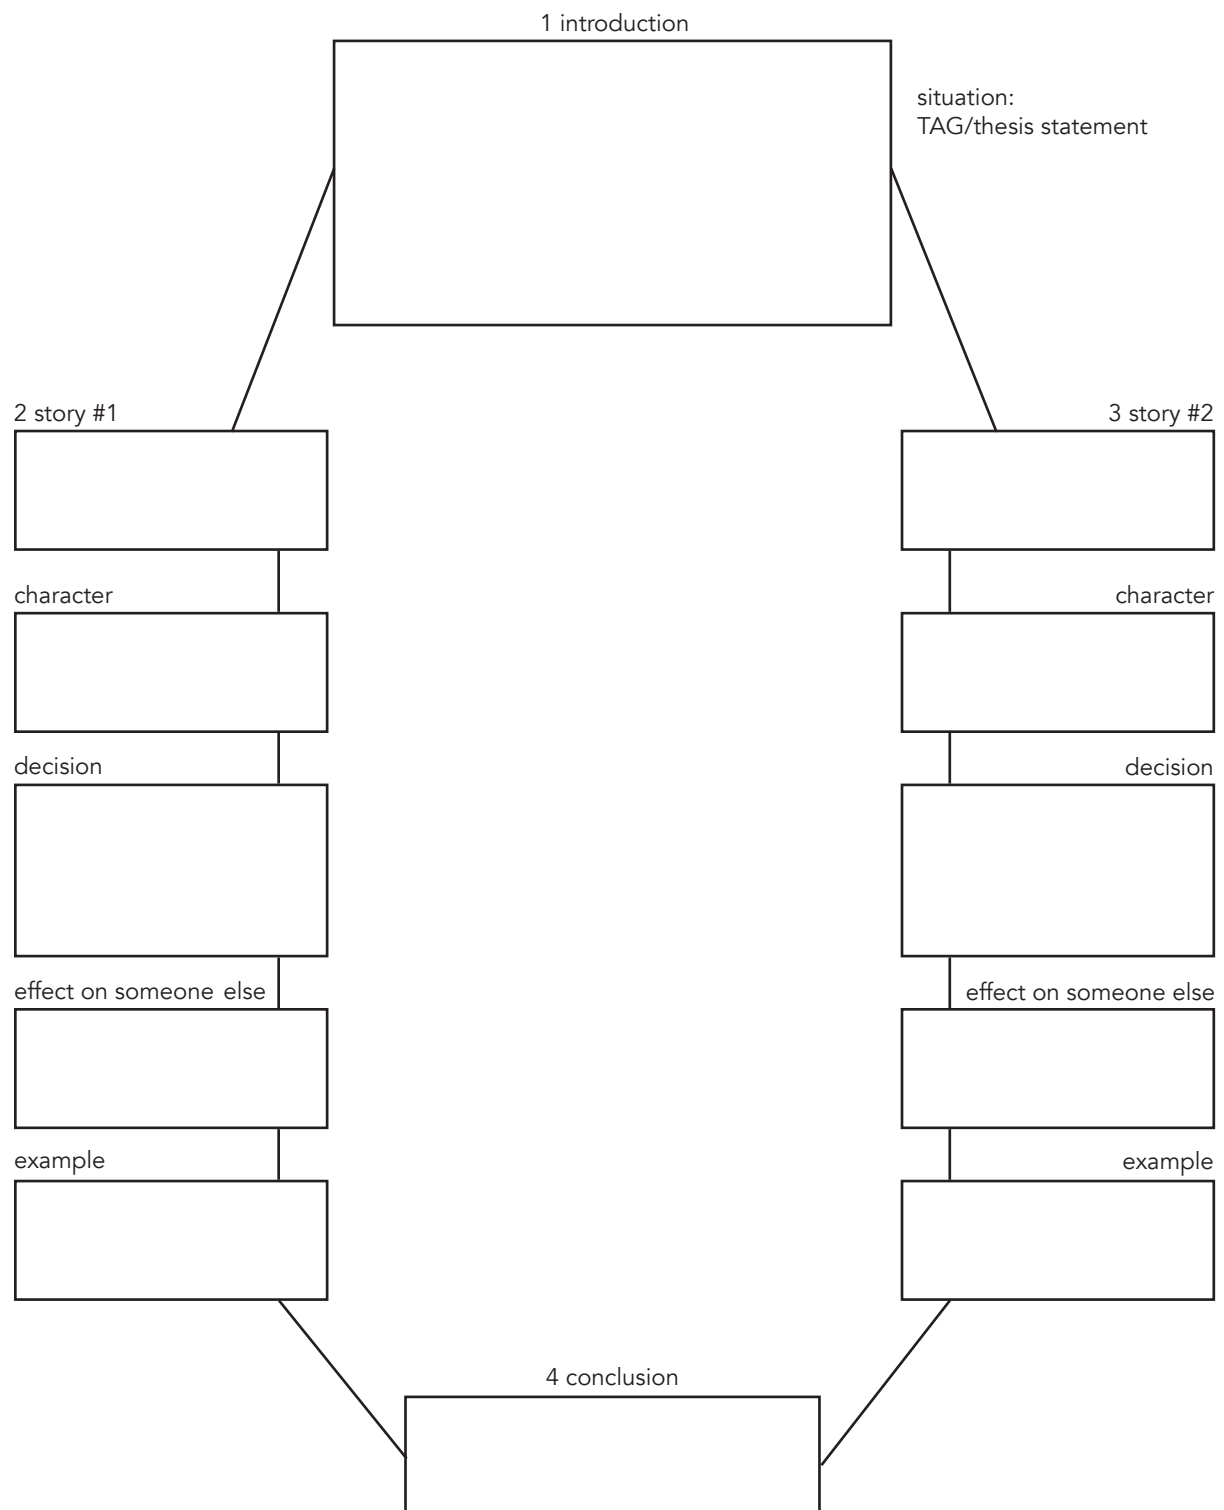 1 introduction
situation:
TAG/thesis statement
2 story #1
3 story #2
character
character
decision
decision
effect on someone else
effect on someone else
example
example
4 conclusion